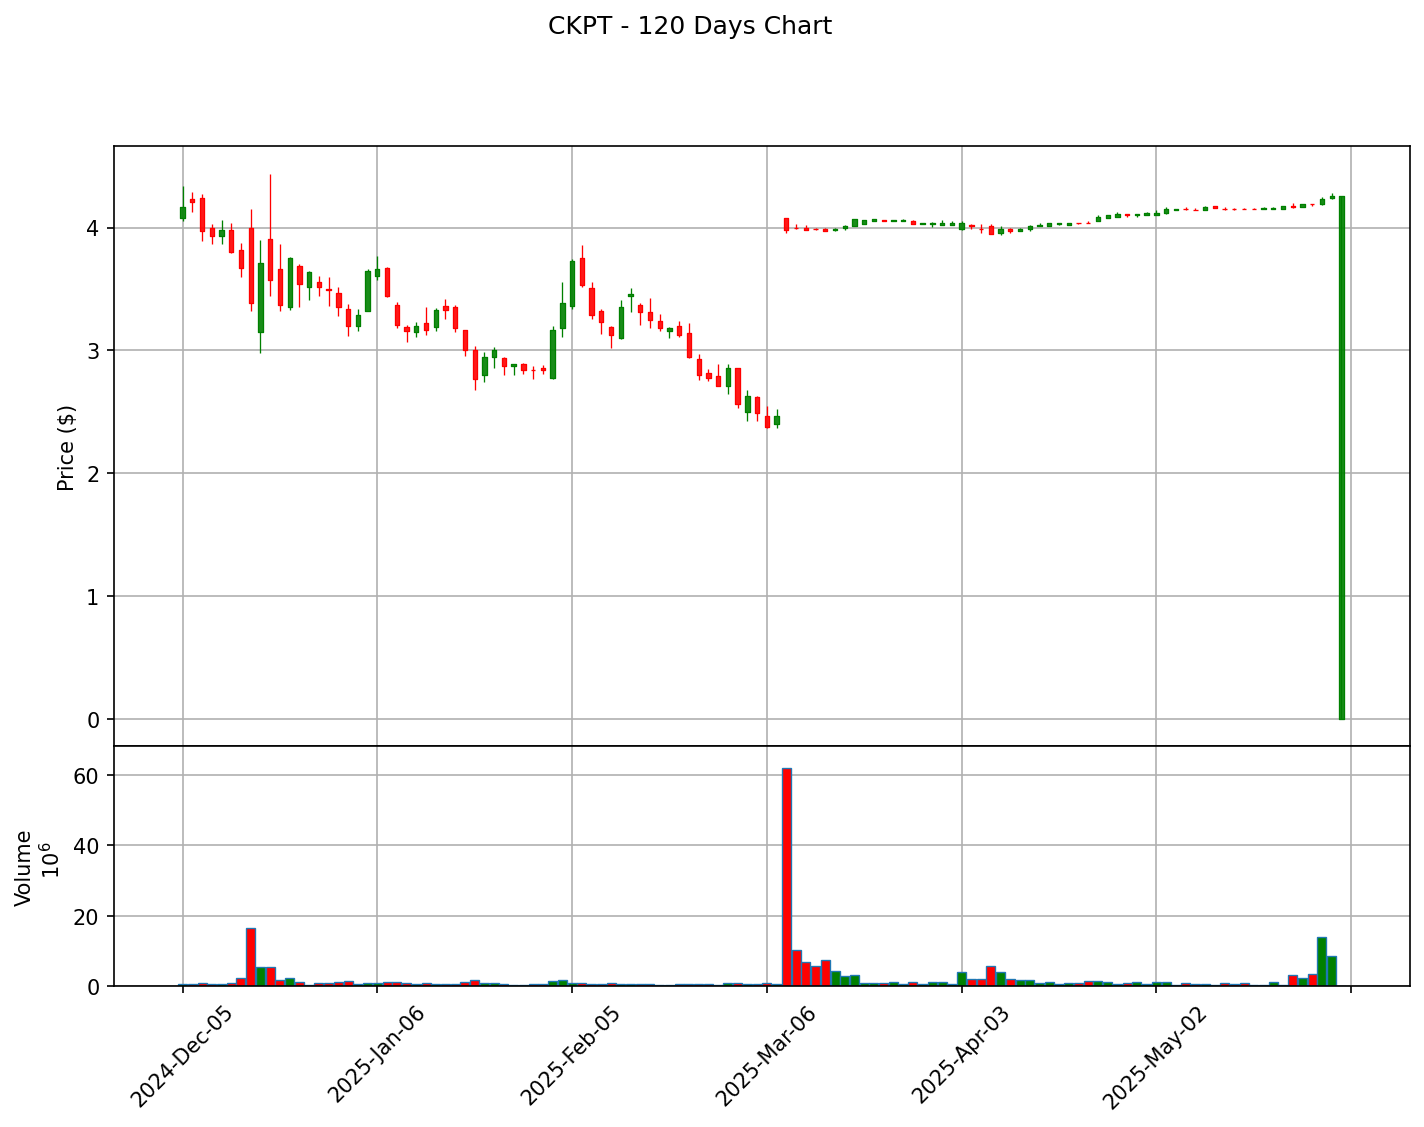 CKPT - 120 Days Chart
Price ($)
4
3
2
1
0
Volume
10⁶
60
40
20
0
2024-Dec-05
2025-Jan-06
2025-Feb-05
2025-Mar-06
2025-Apr-03
2025-May-02